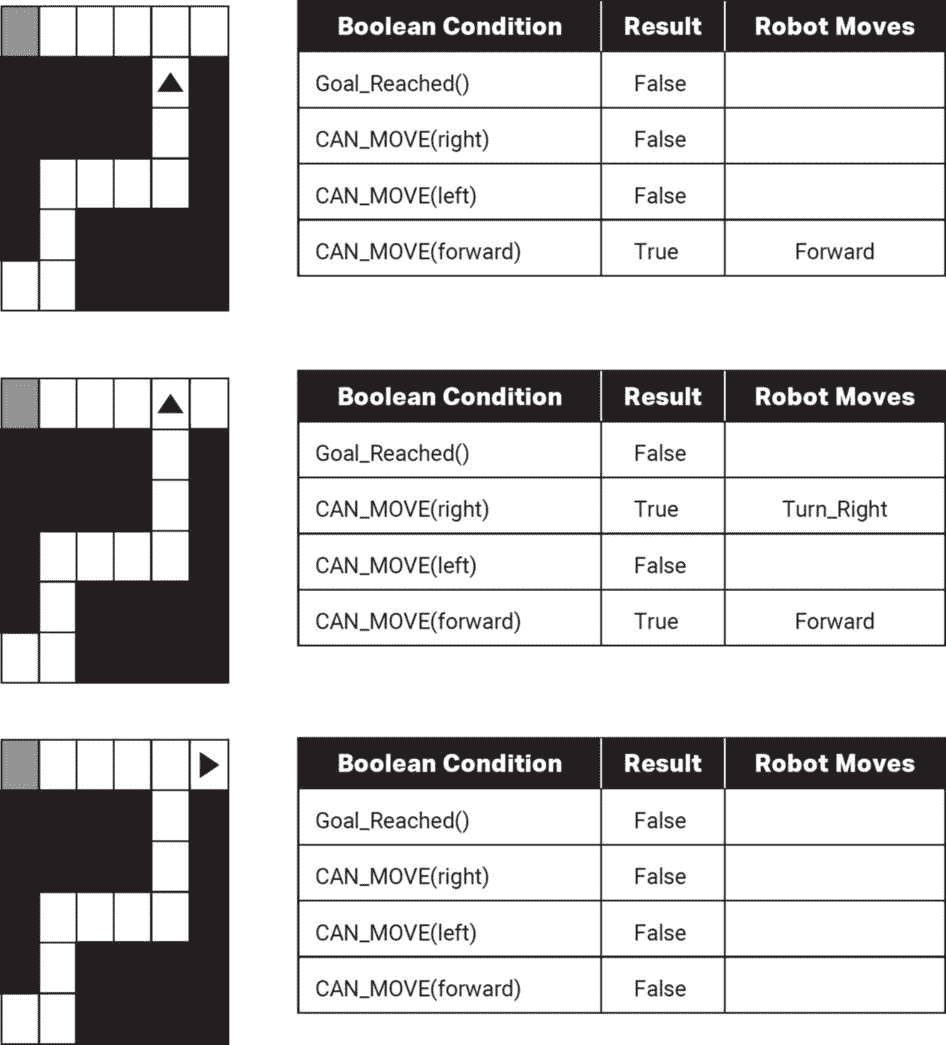 Boolean Condition Result Robot Moves
Goal_Reached() False
CAN_MOVE(right) False
CAN_MOVE(left) False
CAN_MOVE(forward) True Forward
Boolean Condition Result Robot Moves
Goal_Reached() False
CAN_MOVE(right) True Turn_Right
CAN_MOVE(left) False
CAN_MOVE(forward) True Forward
Boolean Condition Result Robot Moves
Goal_Reached() False
CAN_MOVE(right) False
CAN_MOVE(left) False
CAN_MOVE(forward) False